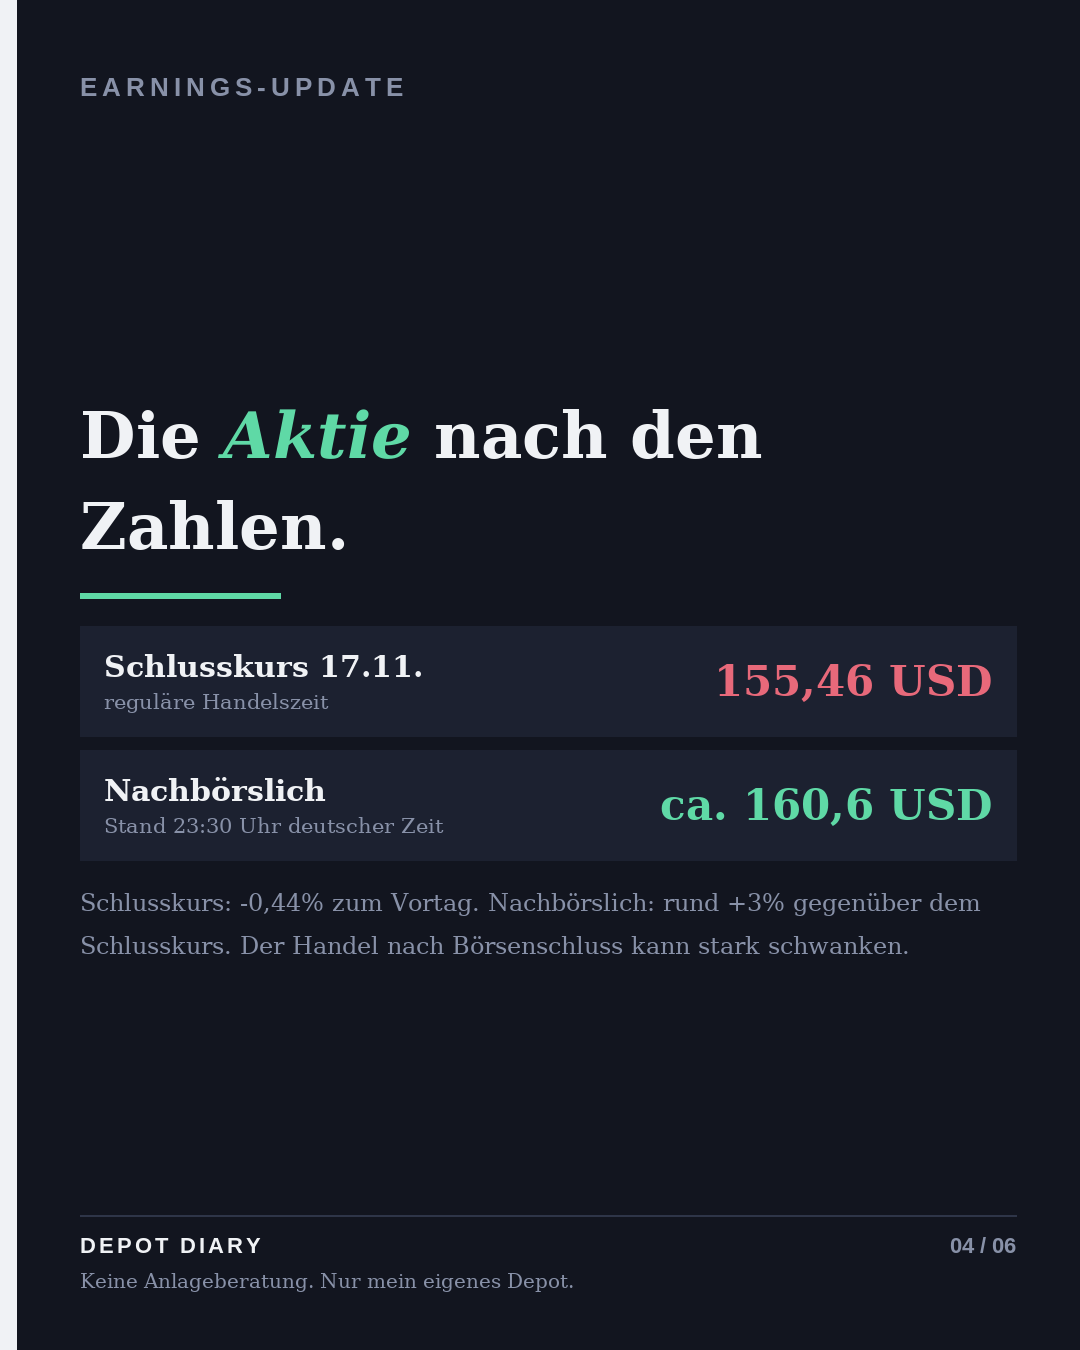 EARNINGS-UPDATE
Die Aktie nach den
Zahlen.
Schlusskurs 17.11.
reguläre Handelszeit
155,46 USD
Nachbörslich
Stand 23:30 Uhr deutscher Zeit
ca. 160,6 USD
Schlusskurs: -0,44% zum Vortag. Nachbörslich: rund +3% gegenüber dem
Schlusskurs. Der Handel nach Börsenschluss kann stark schwanken.
DEPOT DIARY
04 / 06
Keine Anlageberatung. Nur mein eigenes Depot.